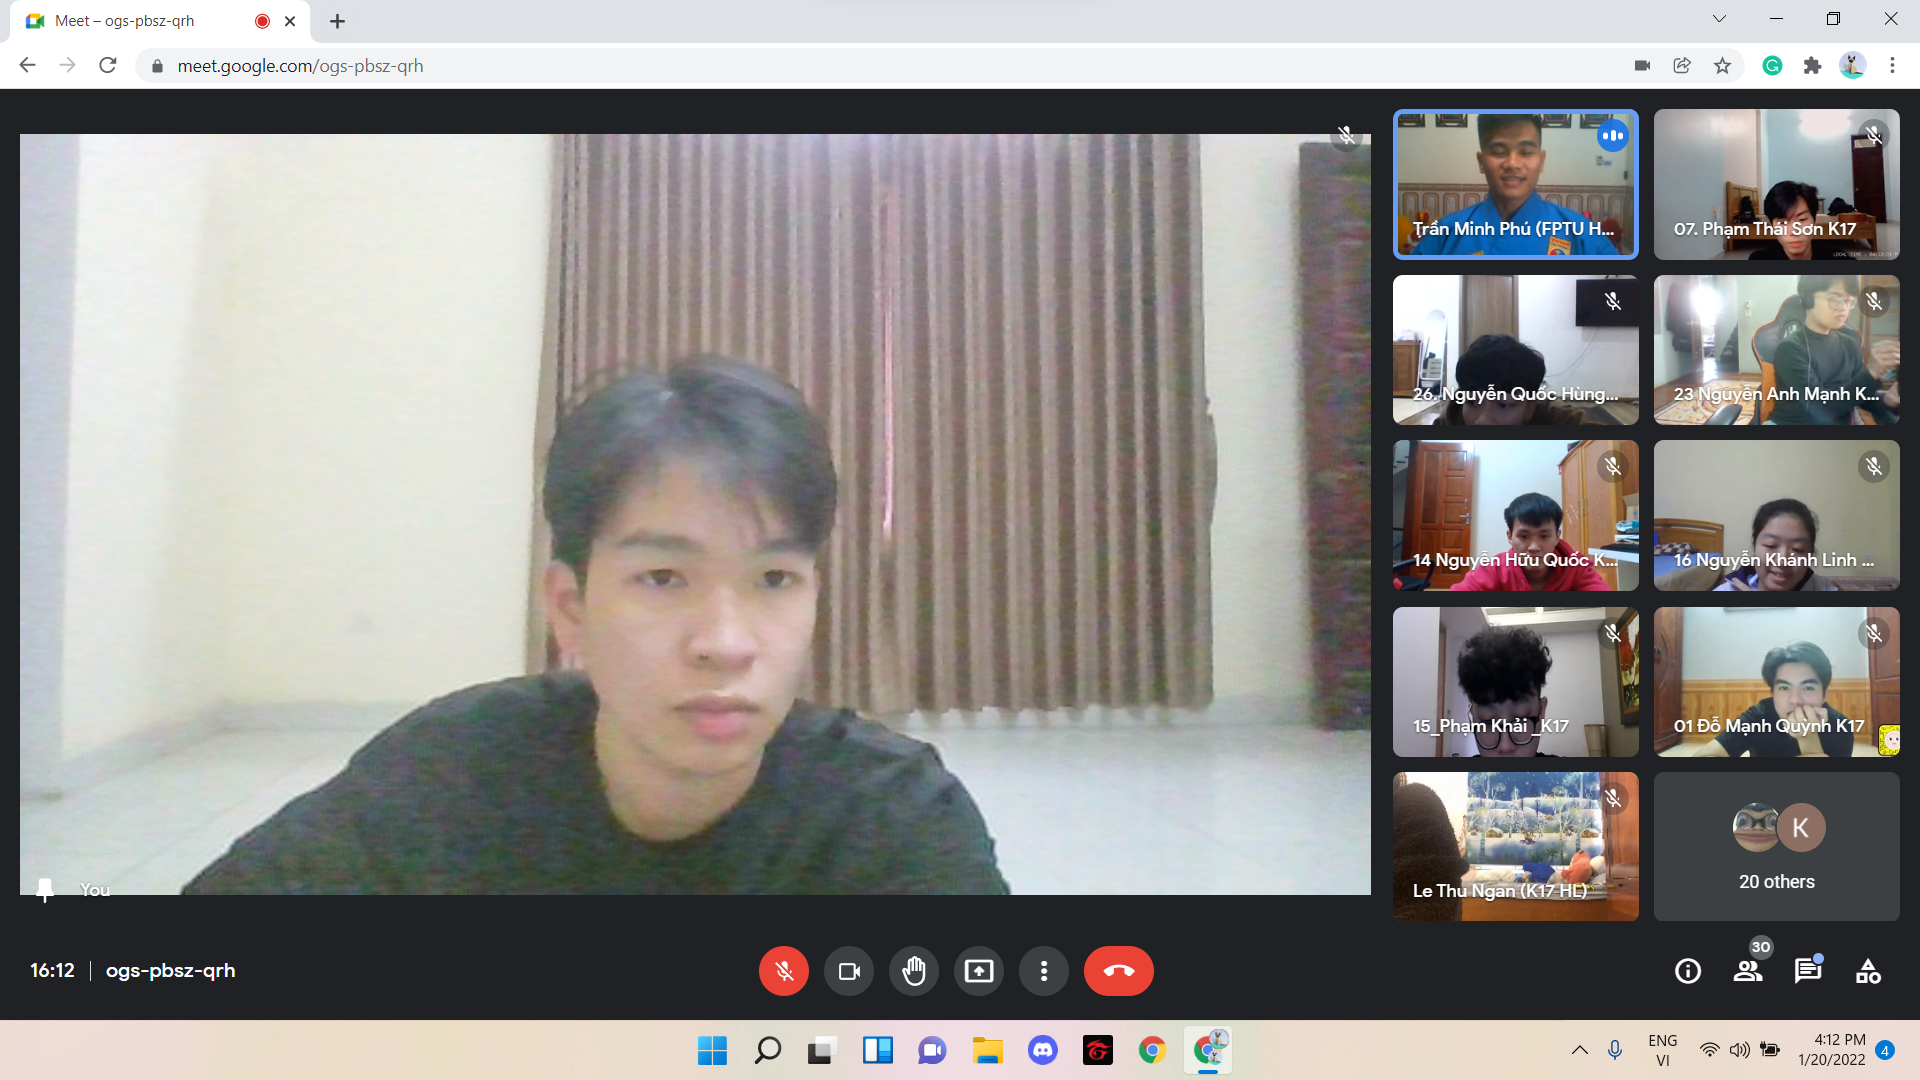 Meet – ogs-pbsz-qrh
meet.google.com/ogs-pbsz-qrh
Trần Minh Phú (FPTU H...
07. Phạm Thái Sơn K17
26. Nguyễn Quốc Hùng...
23 Nguyễn Anh Mạnh K...
14 Nguyễn Hữu Quốc K...
16 Nguyễn Khánh Linh ...
15_Phạm Khải _K17
01 Đỗ Mạnh Quỳnh K17
Le Thu Ngan (K17 HL)
K
20 others
You
16:12 | ogs-pbsz-qrh
30
ENG
VI
4:12 PM
1/20/2022
4